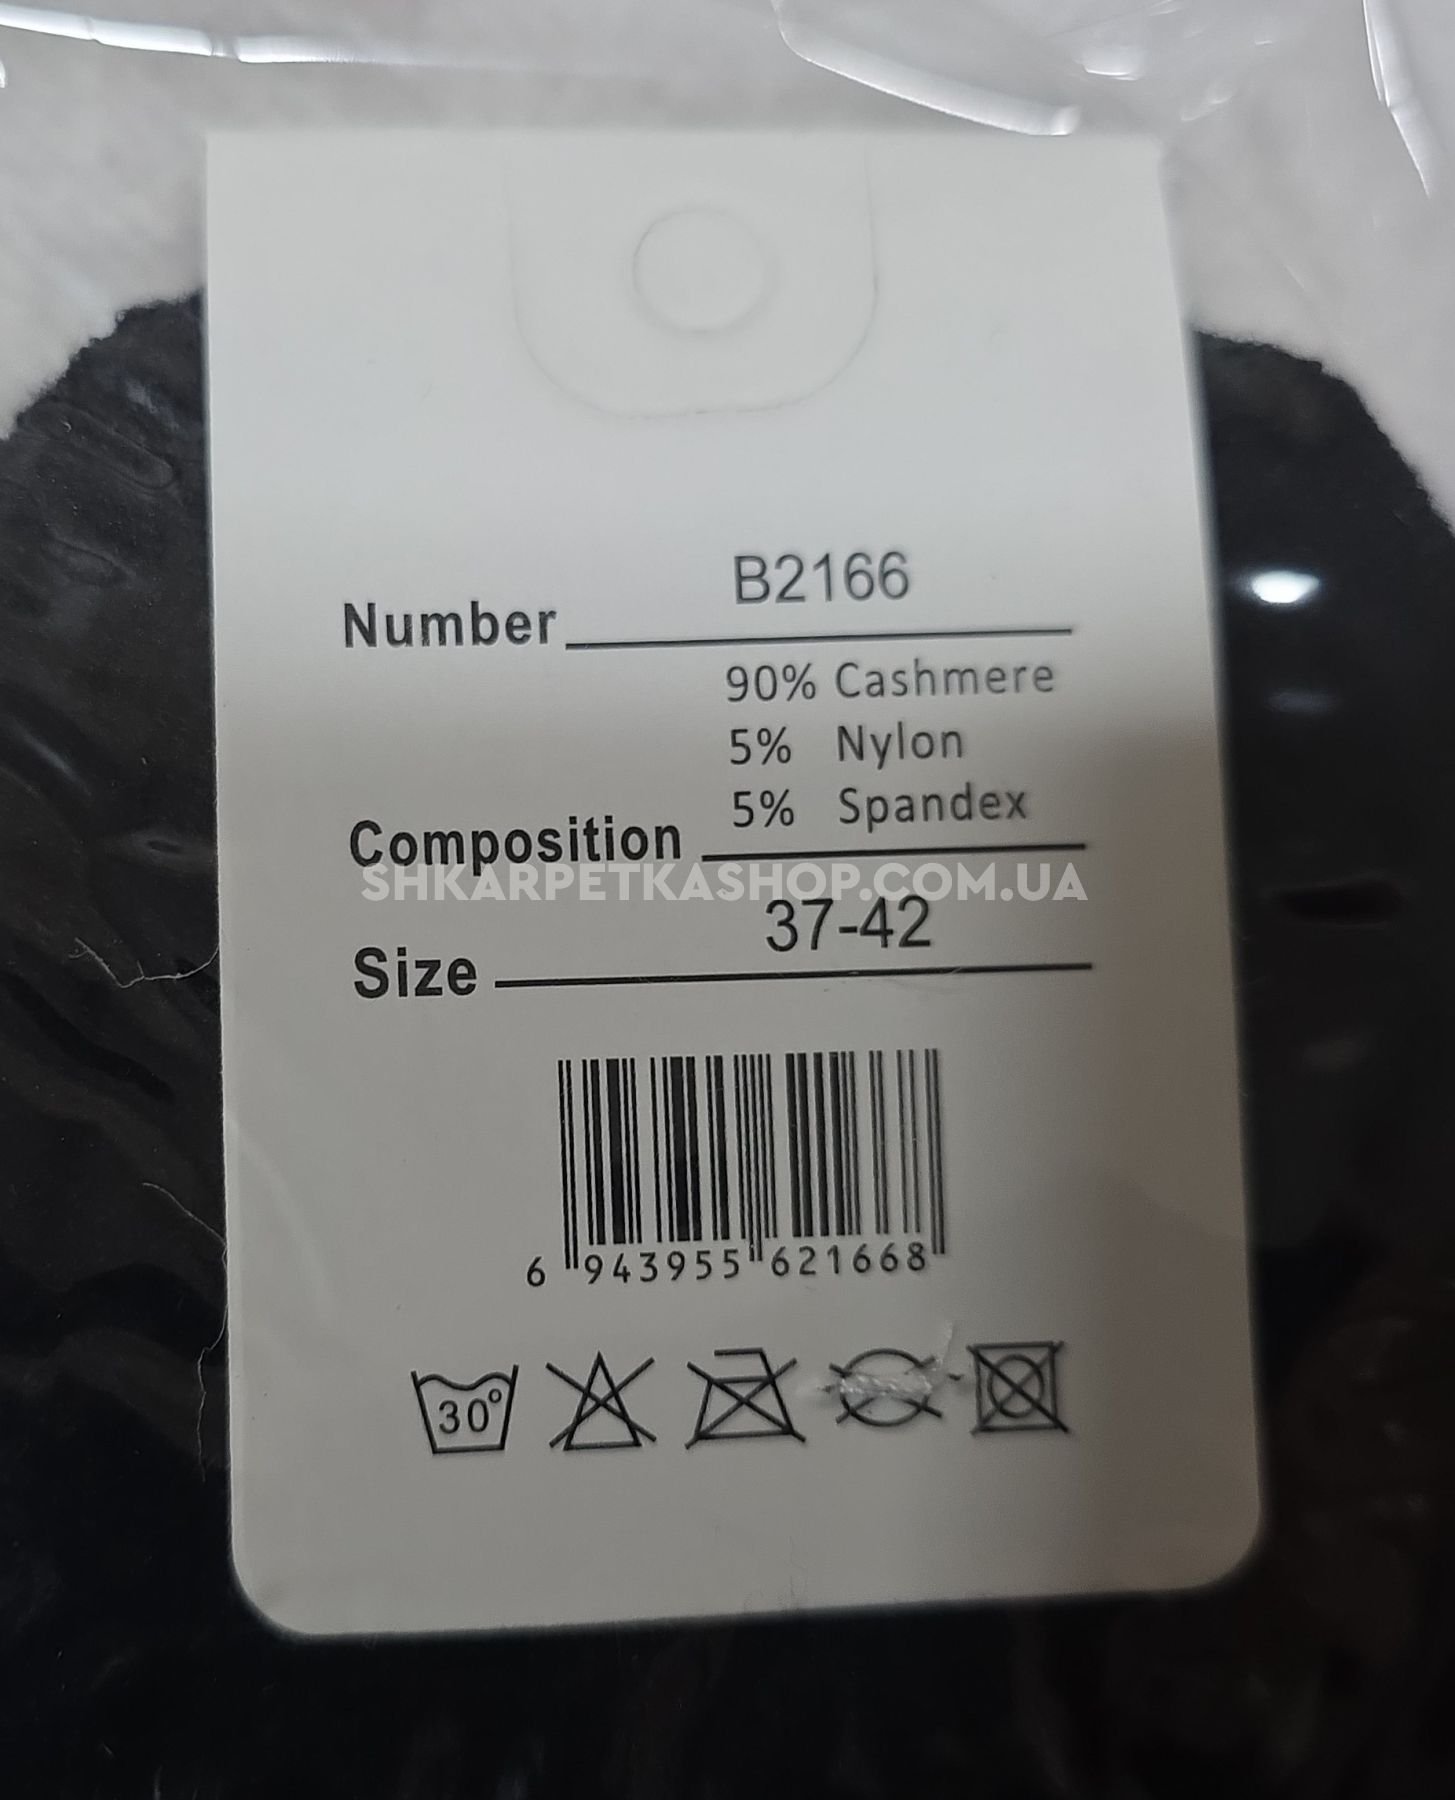 Number B2166
90% Cashmere
5% Nylon
5% Spandex
Composition
SHKARPETKASHOP.COM.UA
Size 37-42
6 943955 621668
30°